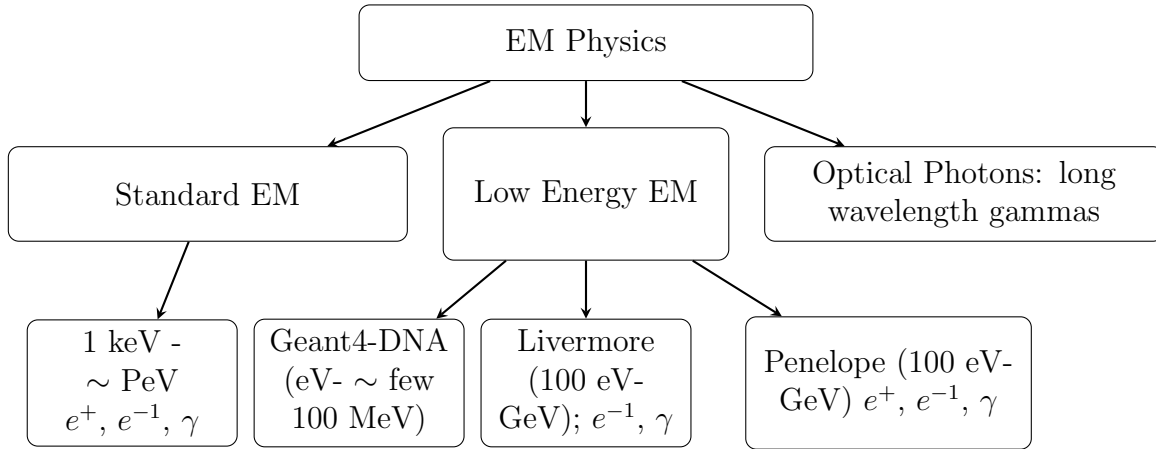 EM Physics
Standard EM
Low Energy EM
Optical Photons: long
wavelength gammas
1 keV -
∼ PeV
e⁺, e⁻¹, γ
Geant4-DNA
(eV- ∼ few
100 MeV)
Livermore
(100 eV-
GeV); e⁻¹, γ
Penelope (100 eV-
GeV) e⁺, e⁻¹, γ